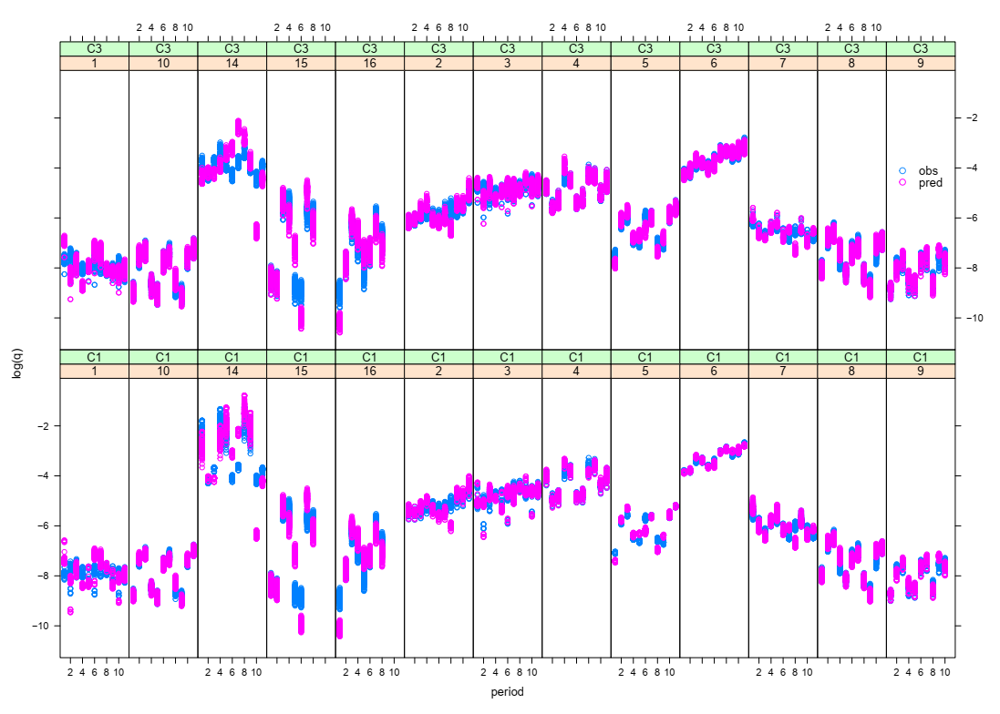 2 4 6 8 10 2 4 6 8 10 2 4 6 8 10 2 4 6 8 10 2 4 6 8 10 2 4 6 8 10
C3 C3 C3 C3 C3 C3 C3 C3 C3 C3 C3 C3 C3
1 10 14 15 16 2 3 4 5 6 7 8 9
−2
−4
obs
pred
−6
−8
−10
C1 C1 C1 C1 C1 C1 C1 C1 C1 C1 C1 C1 C1
1 10 14 15 16 2 3 4 5 6 7 8 9
log(q)
−2
−4
−6
−8
−10
2 4 6 8 10 2 4 6 8 10 2 4 6 8 10 2 4 6 8 10 2 4 6 8 10 2 4 6 8 10 2 4 6 8 10
period